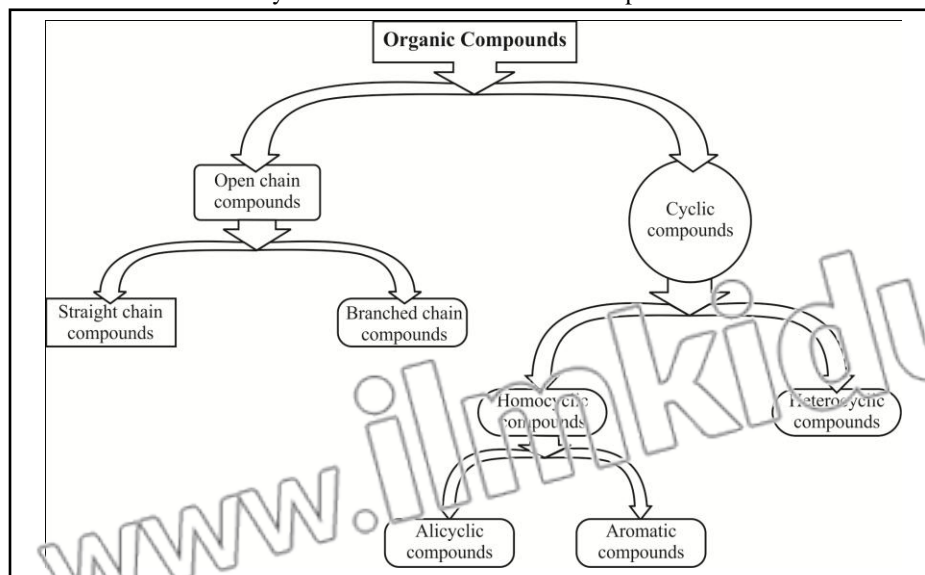 Organic Compounds
Open chain
compounds
Cyclic
compounds
Straight chain
compounds
Branched chain
compounds
Homocyclic
compounds
Heterocyclic
compounds
Alicyclic
compounds
Aromatic
compounds
www.ilmkidu